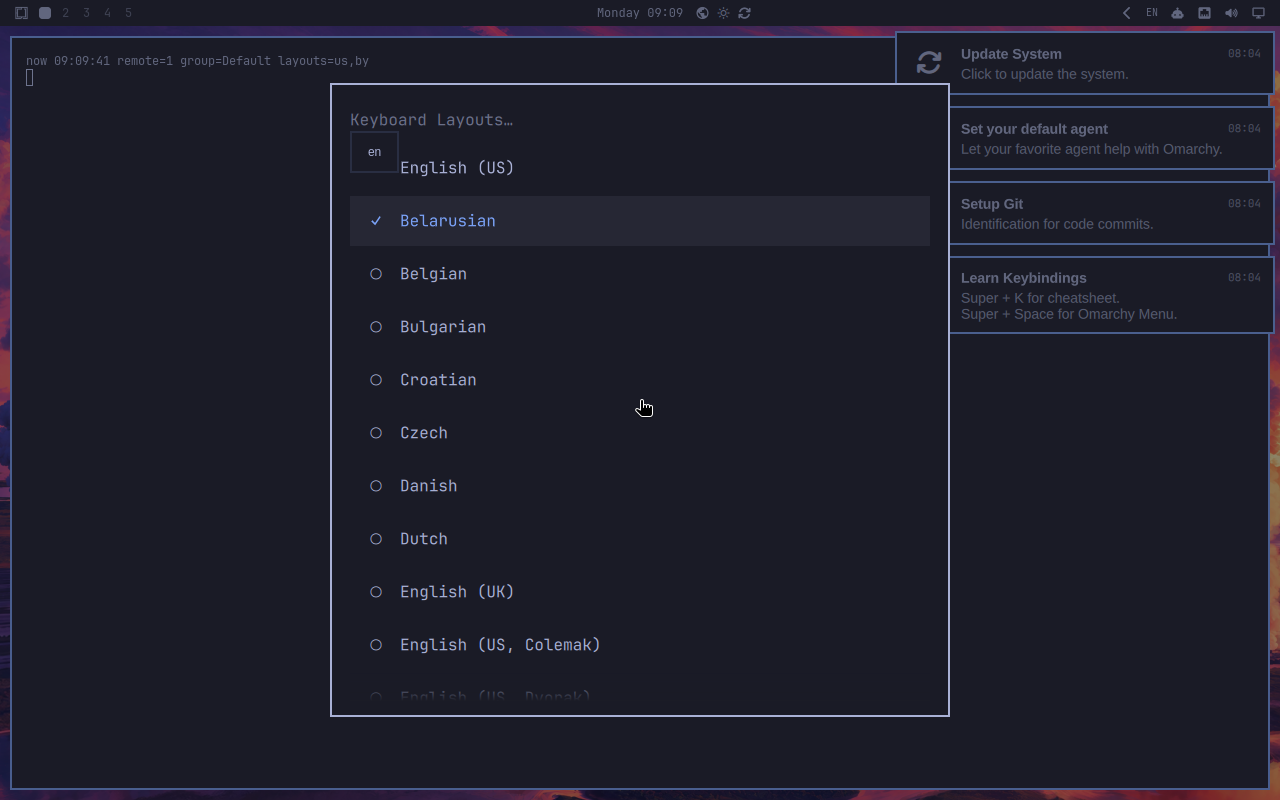 2 3 4 5
Monday 09:09
EN
now 09:09:41 remote=1 group=Default layouts=us,by
Update System 08:04
Click to update the system.
Set your default agent 08:04
Let your favorite agent help with Omarchy.
Setup Git 08:04
Identification for code commits.
Learn Keybindings 08:04
Super + K for cheatsheet.
Super + Space for Omarchy Menu.
Keyboard Layouts…
en
English (US)
Belarusian
Belgian
Bulgarian
Croatian
Czech
Danish
Dutch
English (UK)
English (US, Colemak)
English (US, Dvorak)